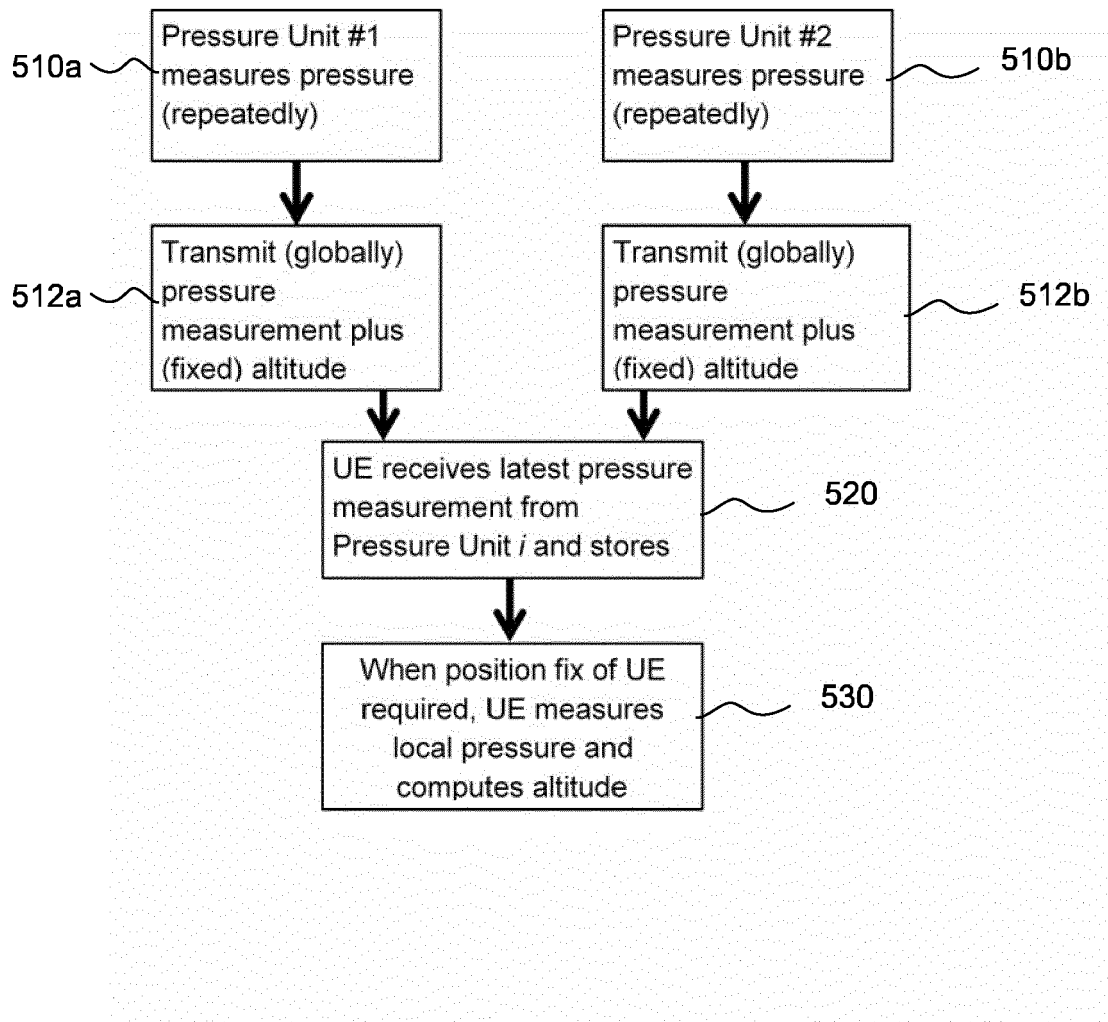 510a
Pressure Unit #1
measures pressure
(repeatedly)
Pressure Unit #2
measures pressure
(repeatedly)
510b
512a
Transmit (globally)
pressure
measurement plus
(fixed) altitude
Transmit (globally)
pressure
measurement plus
(fixed) altitude
512b
UE receives latest pressure
measurement from
Pressure Unit i and stores
520
When position fix of UE
required, UE measures
local pressure and
computes altitude
530